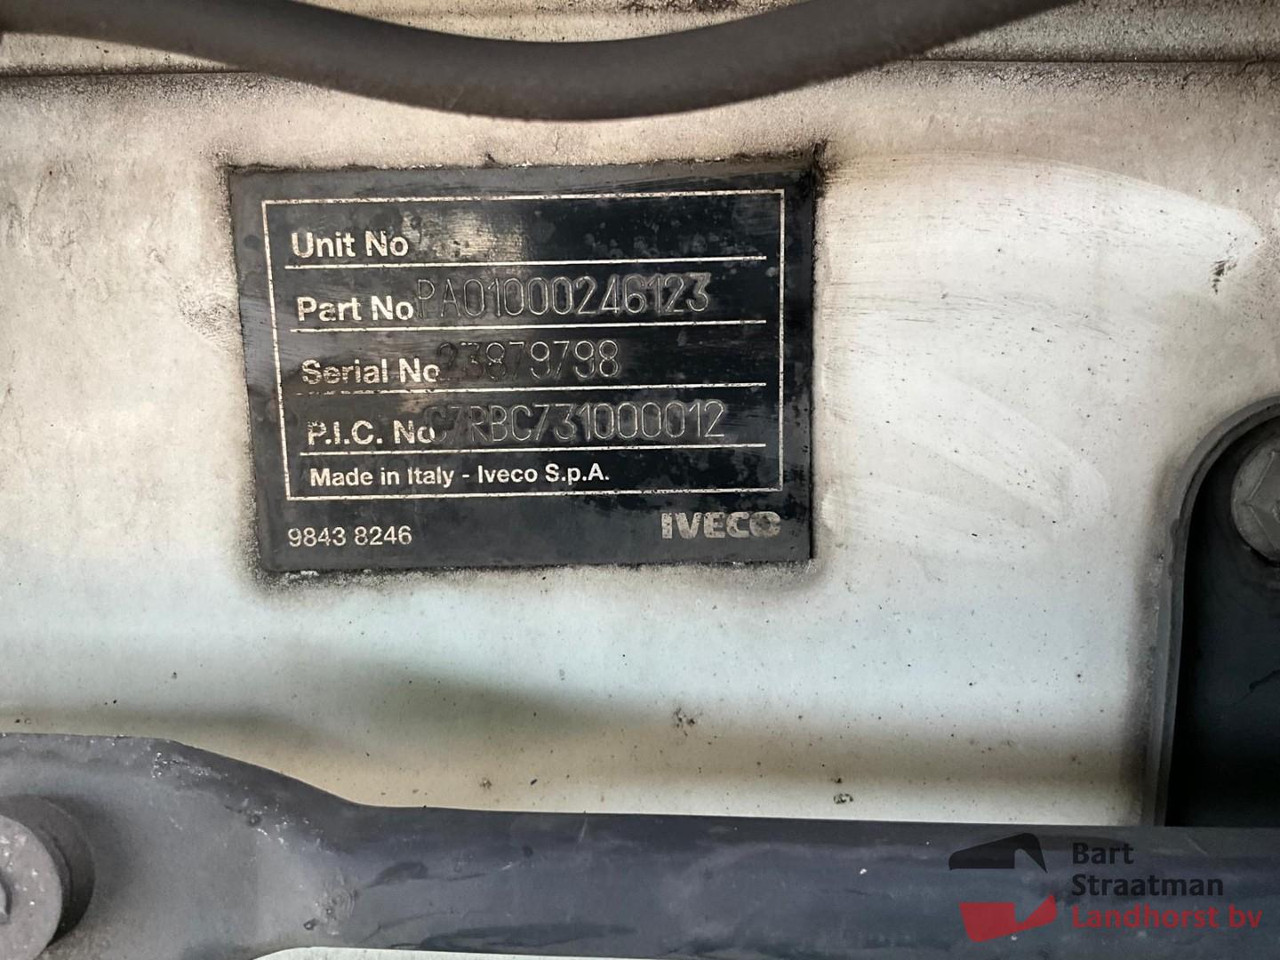 Unit No
Part No PA01000246123
Serial No 23879798
P.I.C. No C7RBC731000012
Made in Italy - Iveco S.p.A.
9843 8246
IVECO
Bart
Straatman
Landhorst bv